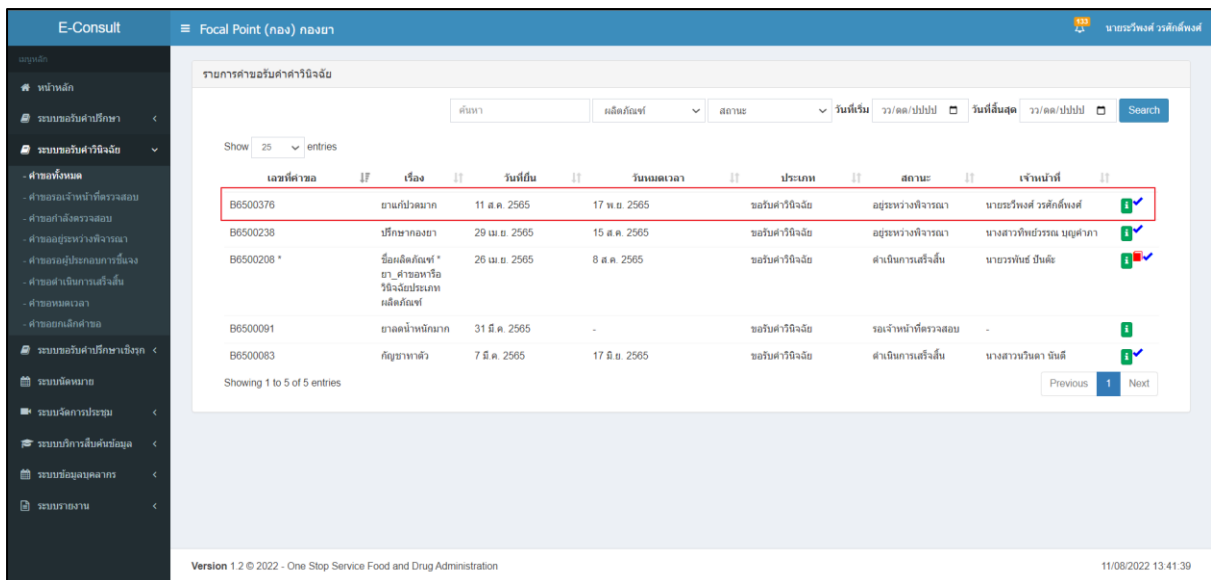 E-Consult
Focal Point (กอง) กองยา
133
นายระวีพงศ์ วรศักดิ์พงศ์
เมนูหลัก
หน้าหลัก
ระบบขอรับคำปรึกษา
ระบบขอรับคำวินิจฉัย
- คำขอทั้งหมด
- คำขอรอเจ้าหน้าที่ตรวจสอบ
- คำขอกำลังตรวจสอบ
- คำขออยู่ระหว่างพิจารณา
- คำขอรอผู้ประกอบการชี้แจง
- คำขอดำเนินการเสร็จสิ้น
- คำขอหมดเวลา
- คำขอยกเลิกคำขอ
ระบบขอรับคำปรึกษาเชิงรุก
ระบบนัดหมาย
ระบบจัดการประชุม
ระบบบริการสืบค้นข้อมูล
ระบบข้อมูลบุคลากร
ระบบรายงาน
รายการคำขอรับคำคำวินิจฉัย
ค้นหา ผลิตภัณฑ์ สถานะ วันที่เริ่ม วว/ดด/ปปปป วันที่สิ้นสุด วว/ดด/ปปปป Search
Show 25 entries
เลขที่คำขอ เรื่อง วันที่ยื่น วันหมดเวลา ประเภท สถานะ เจ้าหน้าที่
B6500376 ยาแก้ปวดมาก 11 ส.ค. 2565 17 พ.ย. 2565 ขอรับคำวินิจฉัย อยู่ระหว่างพิจารณา นายระวีพงศ์ วรศักดิ์พงศ์
B6500238 ปรึกษากองยา 29 เม.ย. 2565 15 ส.ค. 2565 ขอรับคำวินิจฉัย อยู่ระหว่างพิจารณา นางสาวทิพย์วรรณ บุญคำภา
B6500208 * ชื่อผลิตภัณฑ์ * 26 เม.ย. 2565 8 ส.ค. 2565 ขอรับคำวินิจฉัย ดำเนินการเสร็จสิ้น นายวรพันธ์ ปันต๊ะ
ยา_คำขอหารือ
วินิจฉัยประเภท
ผลิตภัณฑ์
B6500091 ยาลดน้ำหนักมาก 31 มี.ค. 2565 - ขอรับคำวินิจฉัย รอเจ้าหน้าที่ตรวจสอบ -
B6500083 กัญชาทาตัว 7 มี.ค. 2565 17 มิ.ย. 2565 ขอรับคำวินิจฉัย ดำเนินการเสร็จสิ้น นางสาวนวินดา ขันตี
Showing 1 to 5 of 5 entries
Previous 1 Next
Version 1.2 © 2022 - One Stop Service Food and Drug Administration
11/08/2022 13:41:39